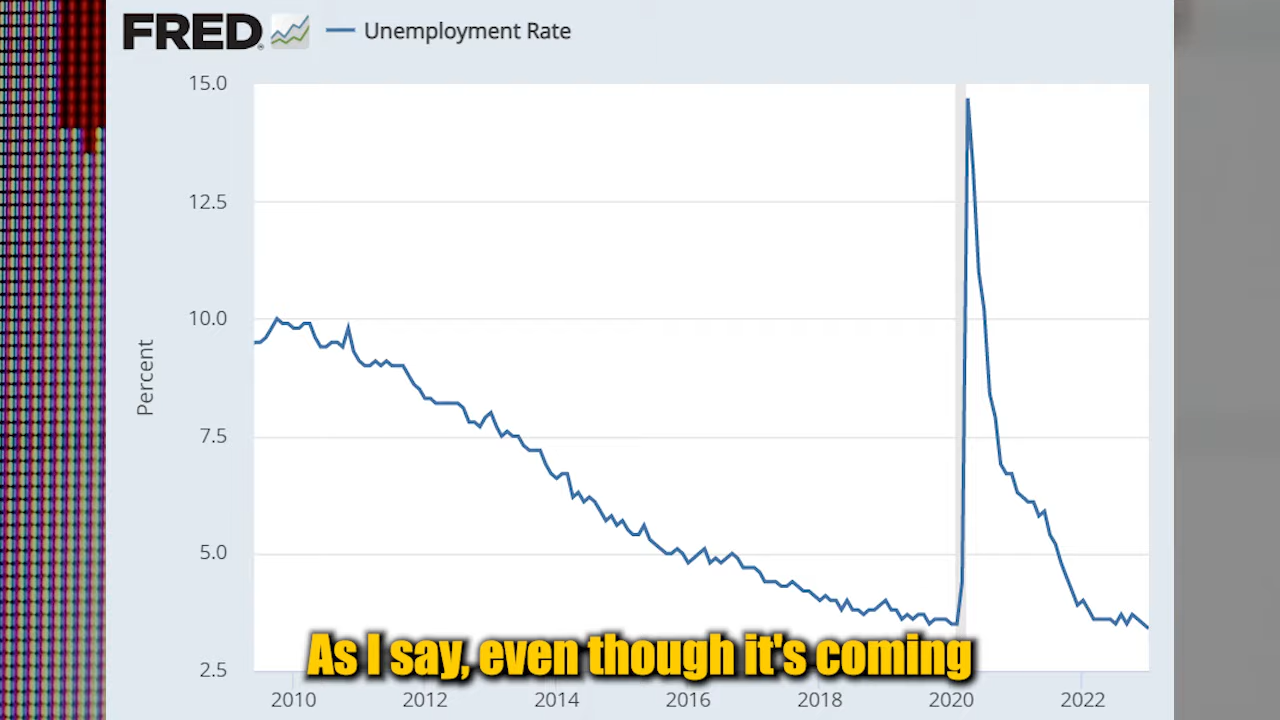 FRED
Unemployment Rate
15.0
12.5
10.0
7.5
5.0
2.5
Percent
2010 2012 2014 2016 2018 2020 2022
As I say, even though it's coming